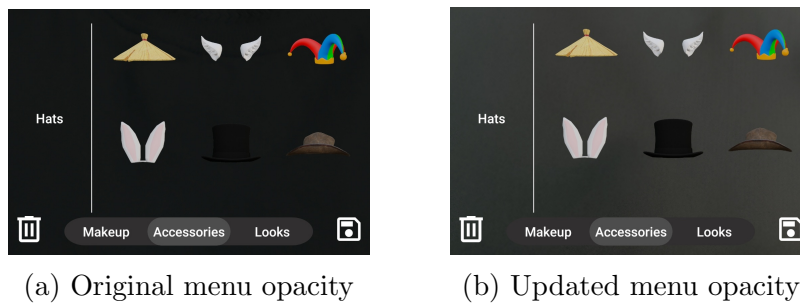 Hats
Makeup Accessories Looks
(a) Original menu opacity
Hats
Makeup Accessories Looks
(b) Updated menu opacity